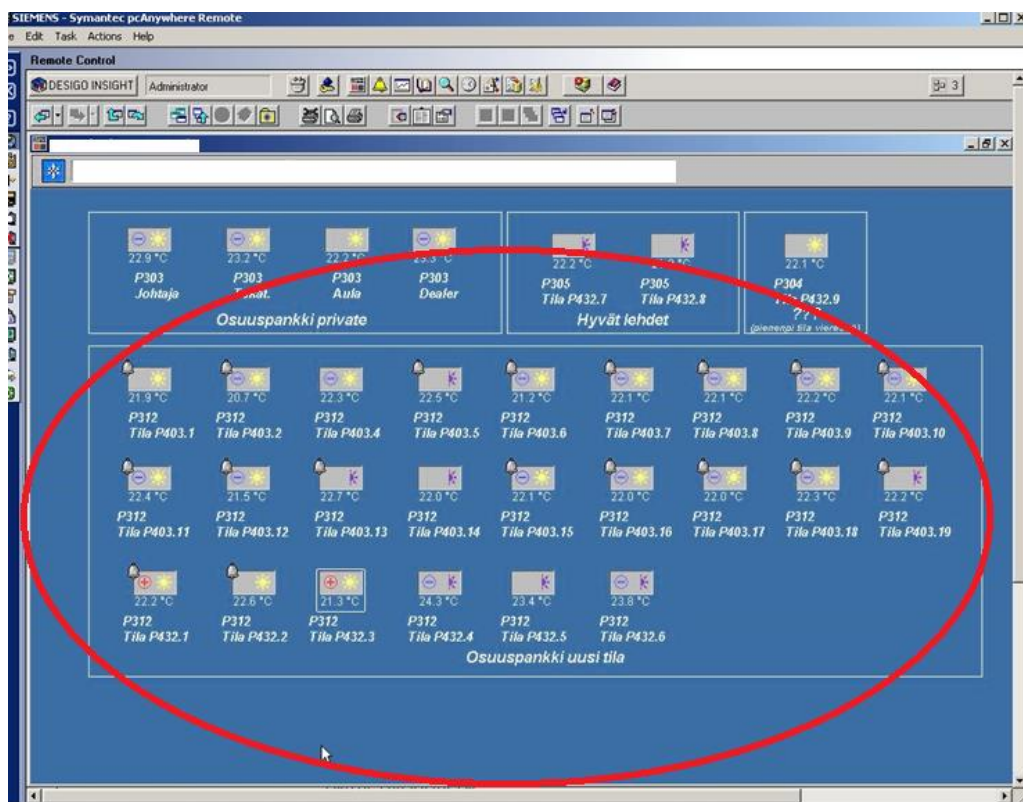 SIEMENS - Symantec pcAnywhere Remote
Edit Task Actions Help
Remote Control
DESIGO INSIGHT Administrator 3
22.9 °C 23.2 °C 22.2 °C 23.3 °C 22.2 °C 22.1 °C
P303 P303 P303 P303 P305 P305 P304
Johtaja Aula Dealer Tila P432.7 Tila P432.8 Tila P432.9
???
Osuuspankki private Hyvät lehdet
(pienenpi tila
21.9 °C 20.7 °C 22.3 °C 22.5 °C 21.2 °C 22.1 °C 22.1 °C 22.2 °C 22.1 °C
P312 P312 P312 P312 P312 P312 P312 P312 P312
Tila P403.1 Tila P403.2 Tila P403.4 Tila P403.5 Tila P403.6 Tila P403.7 Tila P403.8 Tila P403.9 Tila P403.10
22.4 °C 21.5 °C 22.7 °C 22.0 °C 22.1 °C 22.0 °C 22.0 °C 22.3 °C 22.2 °C
P312 P312 P312 P312 P312 P312 P312 P312 P312
Tila P403.11 Tila P403.12 Tila P403.13 Tila P403.14 Tila P403.15 Tila P403.16 Tila P403.17 Tila P403.18 Tila P403.19
22.2 °C 22.6 °C 21.3 °C 24.3 °C 23.4 °C 23.8 °C
P312 P312 P312 P312 P312 P312
Tila P432.1 Tila P432.2 Tila P432.3 Tila P432.4 Tila P432.5 Tila P432.6
Osuuspankki uusi tila